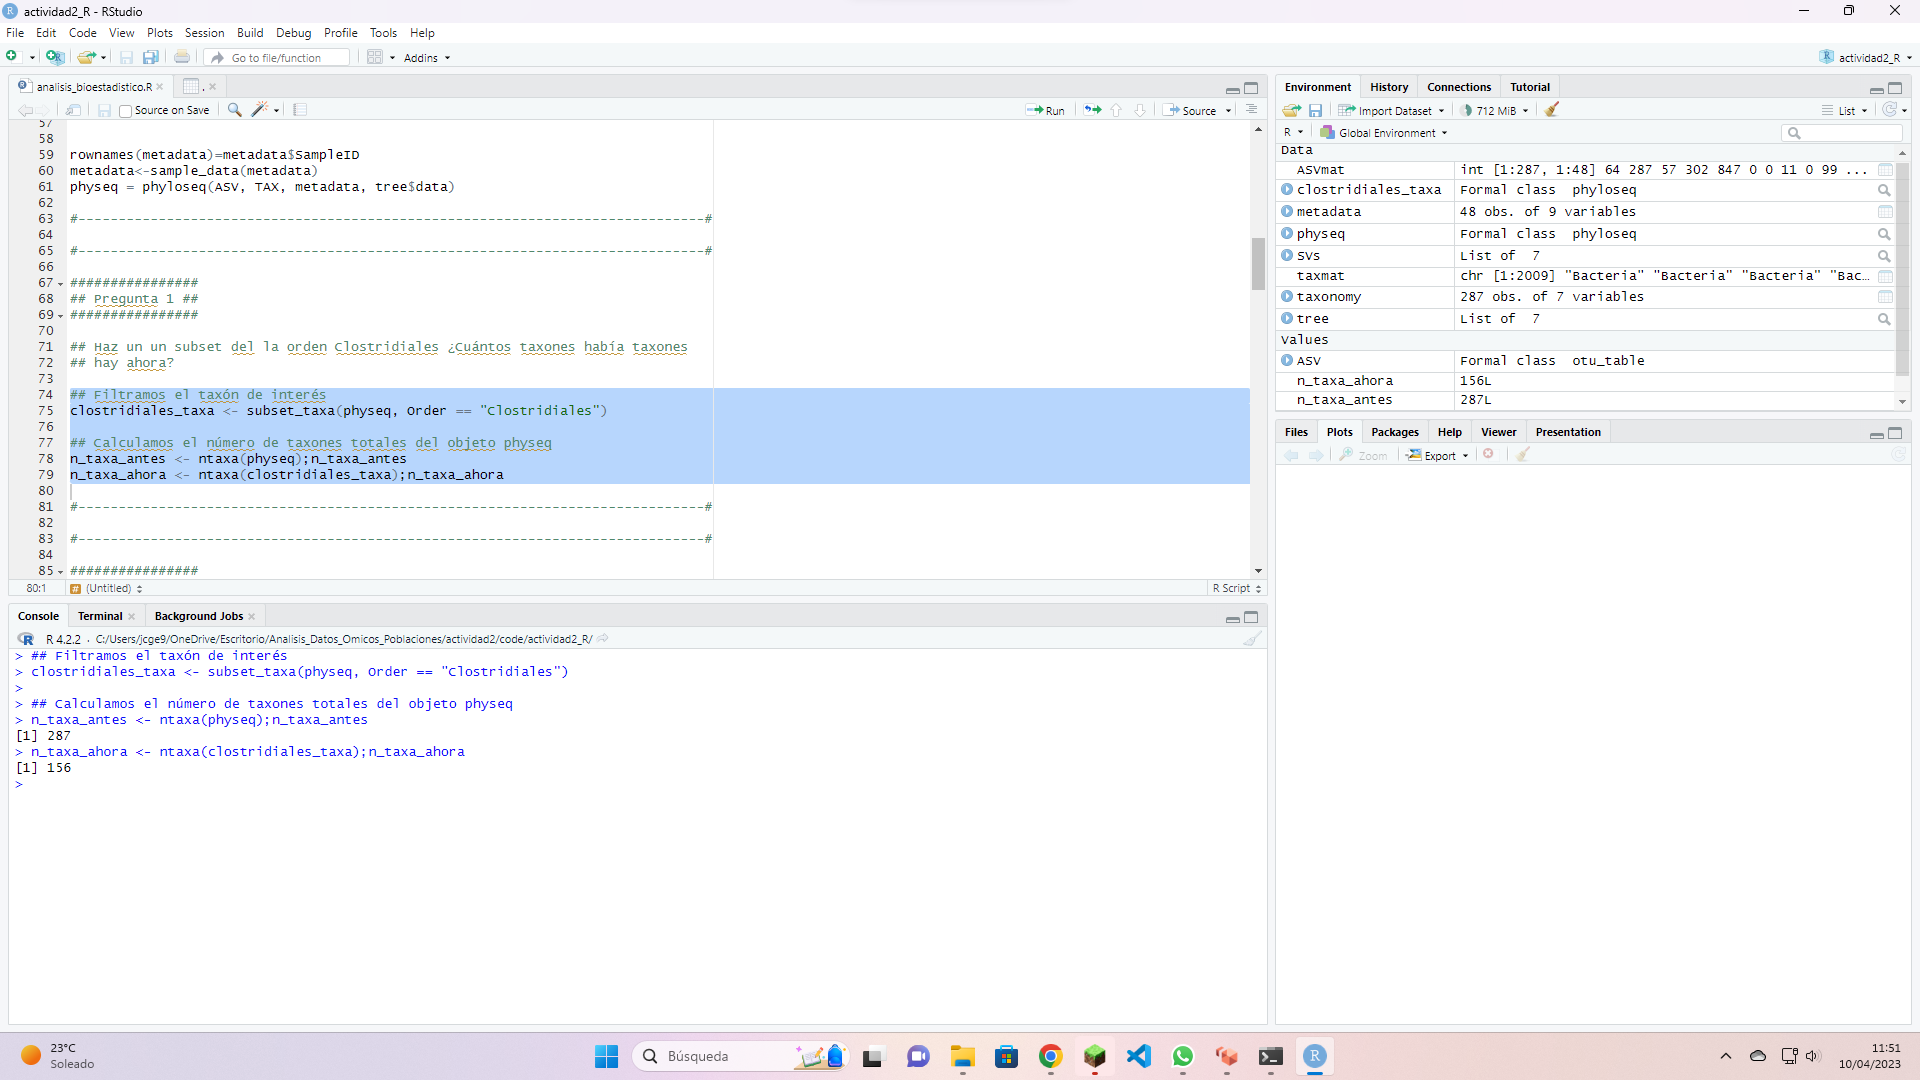 actividad2_R - RStudio
File Edit Code View Plots Session Build Debug Profile Tools Help
Go to file/function Addins actividad2_R
analisis_bioestadistico.R .
Source on Save Run Source
57
58
59 rownames(metadata)=metadata$SampleID
60 metadata<-sample_data(metadata)
61 physeq = phyloseq(ASV, TAX, metadata, tree$data)
62
63 #------------------------------------------------------------------------------#
64
65 #------------------------------------------------------------------------------#
66
67 ################
68 ## Pregunta 1 ##
69 ################
70
71 ## Haz un un subset del la orden Clostridiales ¿Cuántos taxones había taxones
72 ## hay ahora?
73
74 ## Filtramos el taxón de interés
75 clostridiales_taxa <- subset_taxa(physeq, Order == "Clostridiales")
76
77 ## Calculamos el número de taxones totales del objeto physeq
78 n_taxa_antes <- ntaxa(physeq);n_taxa_antes
79 n_taxa_ahora <- ntaxa(clostridiales_taxa);n_taxa_ahora
80
81 #------------------------------------------------------------------------------#
82
83 #------------------------------------------------------------------------------#
84
85 ################
80:1 # (Untitled) R Script
Console Terminal Background Jobs
R 4.2.2 · C:/Users/jcge9/OneDrive/Escritorio/Analisis_Datos_Omicos_Poblaciones/actividad2/code/actividad2_R/
> ## Filtramos el taxón de interés
> clostridiales_taxa <- subset_taxa(physeq, Order == "Clostridiales")
>
> ## Calculamos el número de taxones totales del objeto physeq
> n_taxa_antes <- ntaxa(physeq);n_taxa_antes
[1] 287
> n_taxa_ahora <- ntaxa(clostridiales_taxa);n_taxa_ahora
[1] 156
>
Environment History Connections Tutorial
Import Dataset 712 MiB List
R Global Environment
Data
ASVmat int [1:287, 1:48] 64 287 57 302 847 0 0 11 0 99 ...
clostridiales_taxa Formal class phyloseq
metadata 48 obs. of 9 variables
physeq Formal class phyloseq
SVs List of 7
taxmat chr [1:2009] "Bacteria" "Bacteria" "Bacteria" "Bac…
taxonomy 287 obs. of 7 variables
tree List of 7
Values
ASV Formal class otu_table
n_taxa_ahora 156L
n_taxa_antes 287L
Files Plots Packages Help Viewer Presentation
Zoom Export
23°C
Soleado
Búsqueda
11:51
10/04/2023